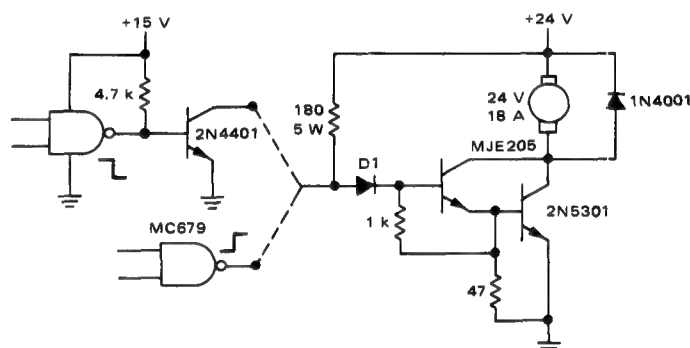 +15 V
+24 V
4.7 k
2N4401
180
5 W
24 V
18 A
1N4001
MJE205
D1
2N5301
1 k
MC679
47